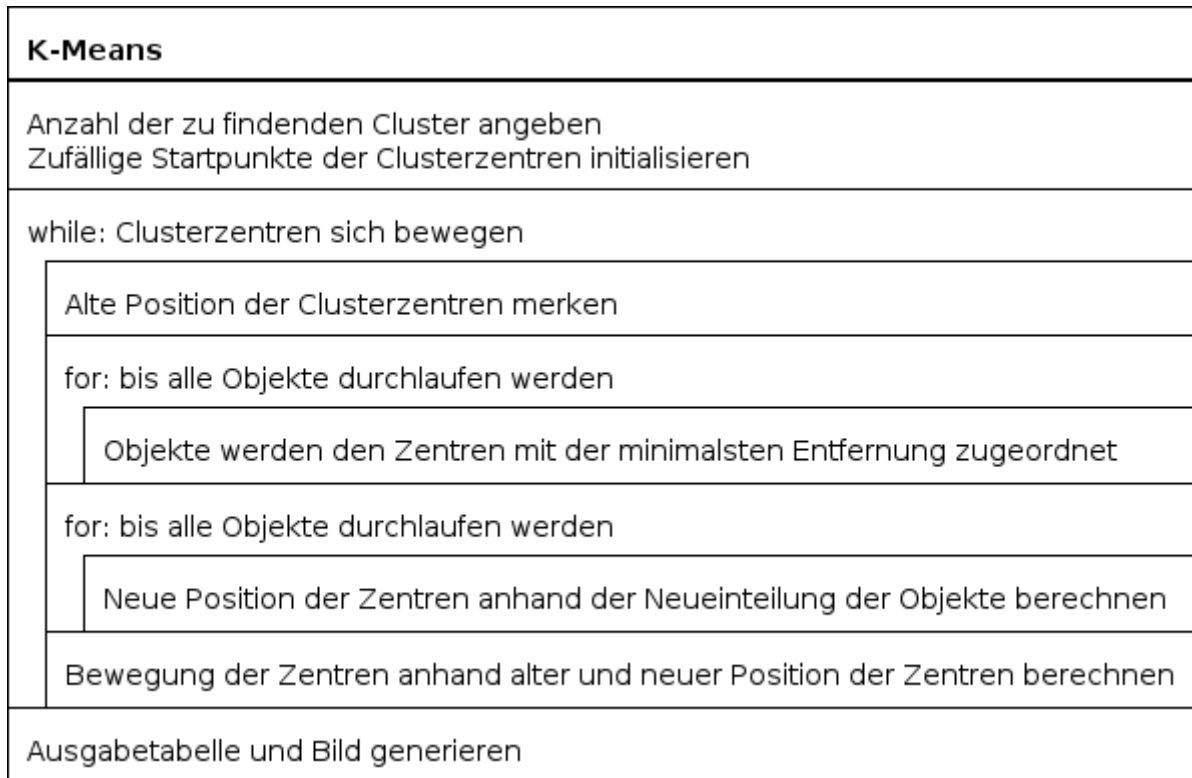 K-Means
Anzahl der zu findenden Cluster angeben
Zufällige Startpunkte der Clusterzentren initialisieren
while: Clusterzentren sich bewegen
Alte Position der Clusterzentren merken
for: bis alle Objekte durchlaufen werden
Objekte werden den Zentren mit der minimalsten Entfernung zugeordnet
for: bis alle Objekte durchlaufen werden
Neue Position der Zentren anhand der Neueinteilung der Objekte berechnen
Bewegung der Zentren anhand alter und neuer Position der Zentren berechnen
Ausgabetabelle und Bild generieren